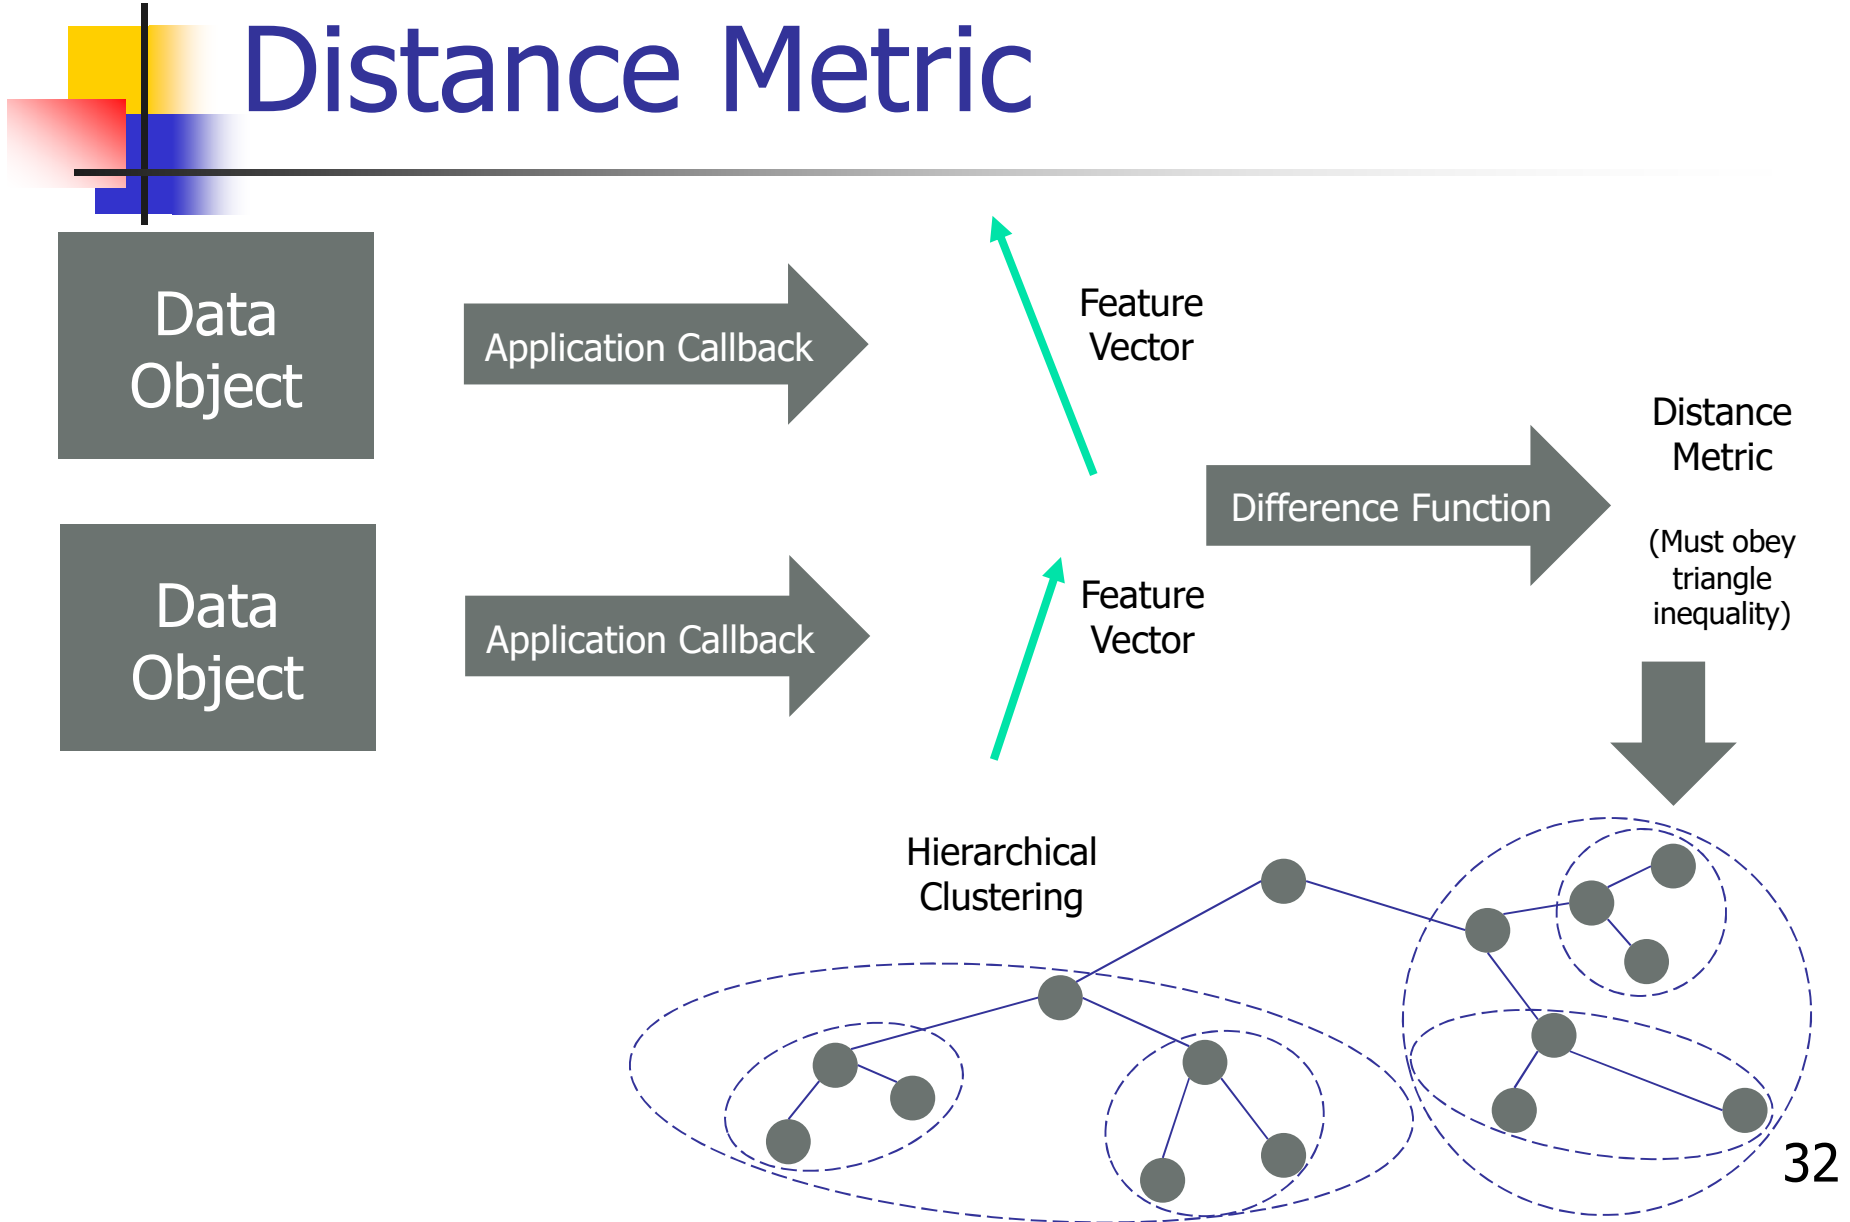 Distance Metric
Data
Object
Application Callback
Feature
Vector
Data
Object
Application Callback
Feature
Vector
Difference Function
Distance
Metric
(Must obey
triangle
inequality)
Hierarchical
Clustering
32